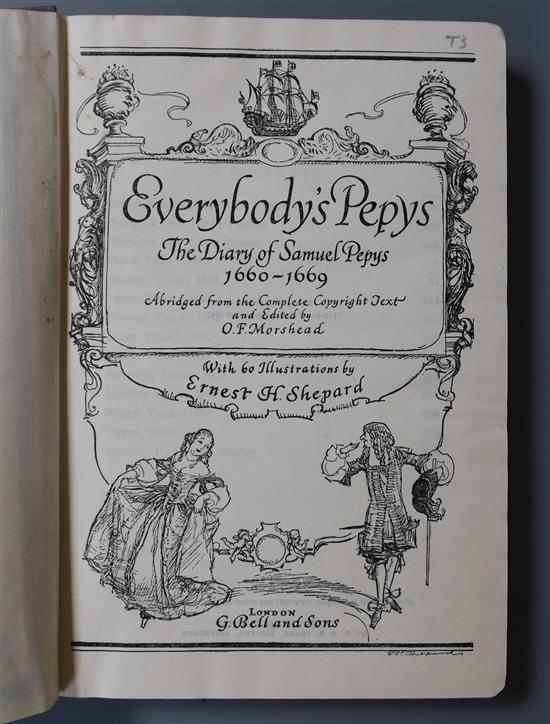 T3
Everybody's Pepys
The Diary of Samuel Pepys
1660-1669
Abridged from the Complete Copyright Text
and Edited by
O.F. Morshead
With 60 Illustrations by
Ernest H. Shepard
LONDON
G. Bell and Sons